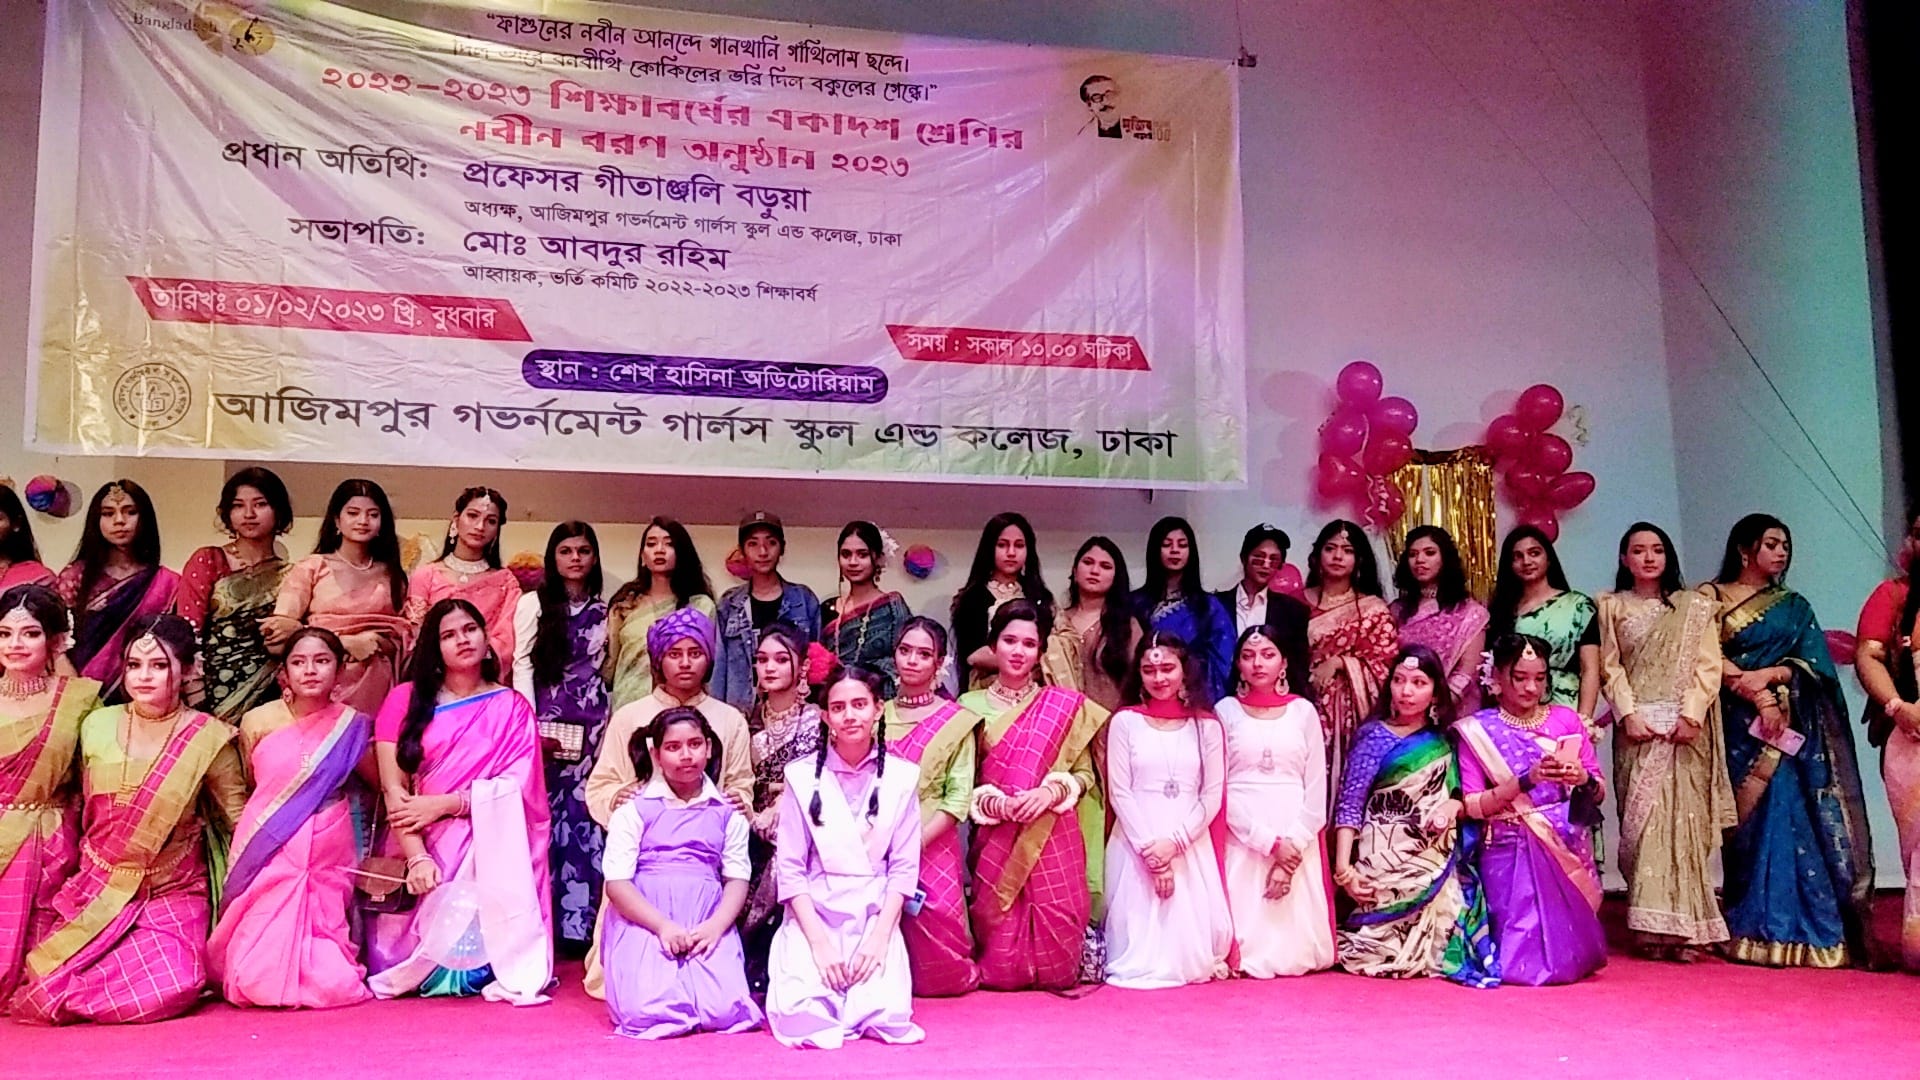 Bangladesh
“ফাগুনের নবীন আনন্দে গানখানি গাঁথিলাম ছন্দে।
দিল তারে বনবীথি কোকিলের ভরি দিল বকুলের গন্ধে।”
২০২২-২০২৩ শিক্ষাবর্ষের একাদশ শ্রেণির
নবীন বরণ অনুষ্ঠান ২০২৩
প্রধান অতিথি: প্রফেসর গীতাঞ্জলি বড়ুয়া
অধ্যক্ষ, আজিমপুর গভর্নমেন্ট গার্লস স্কুল এন্ড কলেজ, ঢাকা
সভাপতি: মোঃ আবদুর রহিম
আহবায়ক, ভর্তি কমিটি ২০২২-২০২৩ শিক্ষাবর্ষ
তারিখঃ ০১/০২/২০২৩ খ্রি. বুধবার
সময় : সকাল ১০.০০ ঘটিকা
স্থান : শেখ হাসিনা অডিটোরিয়াম
আজিমপুর গভর্নমেন্ট গার্লস স্কুল এন্ড কলেজ, ঢাকা